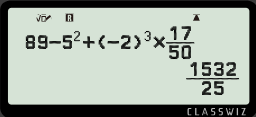 √▱ R ▲
89-5²+(-2)³×17/50
1532/25
CLASSWIZ